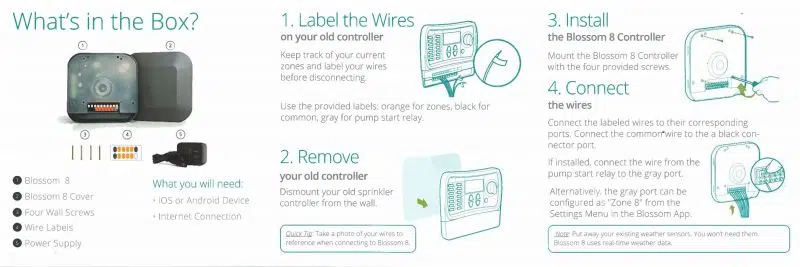 What's in the Box?
1
2
3
4
5
1 Blossom 8
2 Blossom 8 Cover
3 Four Wall Screws
4 Wire Labels
5 Power Supply
What you will need:
• iOS or Android Device
• Internet Connection
1. Label the Wires
on your old controller
Keep track of your current
zones and label your wires
before disconnecting.
Use the provided labels: orange for zones, black for
common, gray for pump start relay.
2. Remove
your old controller
Dismount your old sprinkler
controller from the wall.
Quick Tip: Take a photo of your wires to
reference when connecting to Blossom 8.
3. Install
the Blossom 8 Controller
Mount the Blossom 8 Controller
with the four provided screws.
4. Connect
the wires
Connect the labeled wires to their corresponding
ports. Connect the common wire to the a black con-
nector port.
If installed, connect the wire from the
pump start relay to the gray port.
Alternatively, the gray port can be
configured as "Zone 8" from the
Settings Menu in the Blossom App.
Note: Put away your existing weather sensors. You won't need them.
Blossom 8 uses real-time weather data.